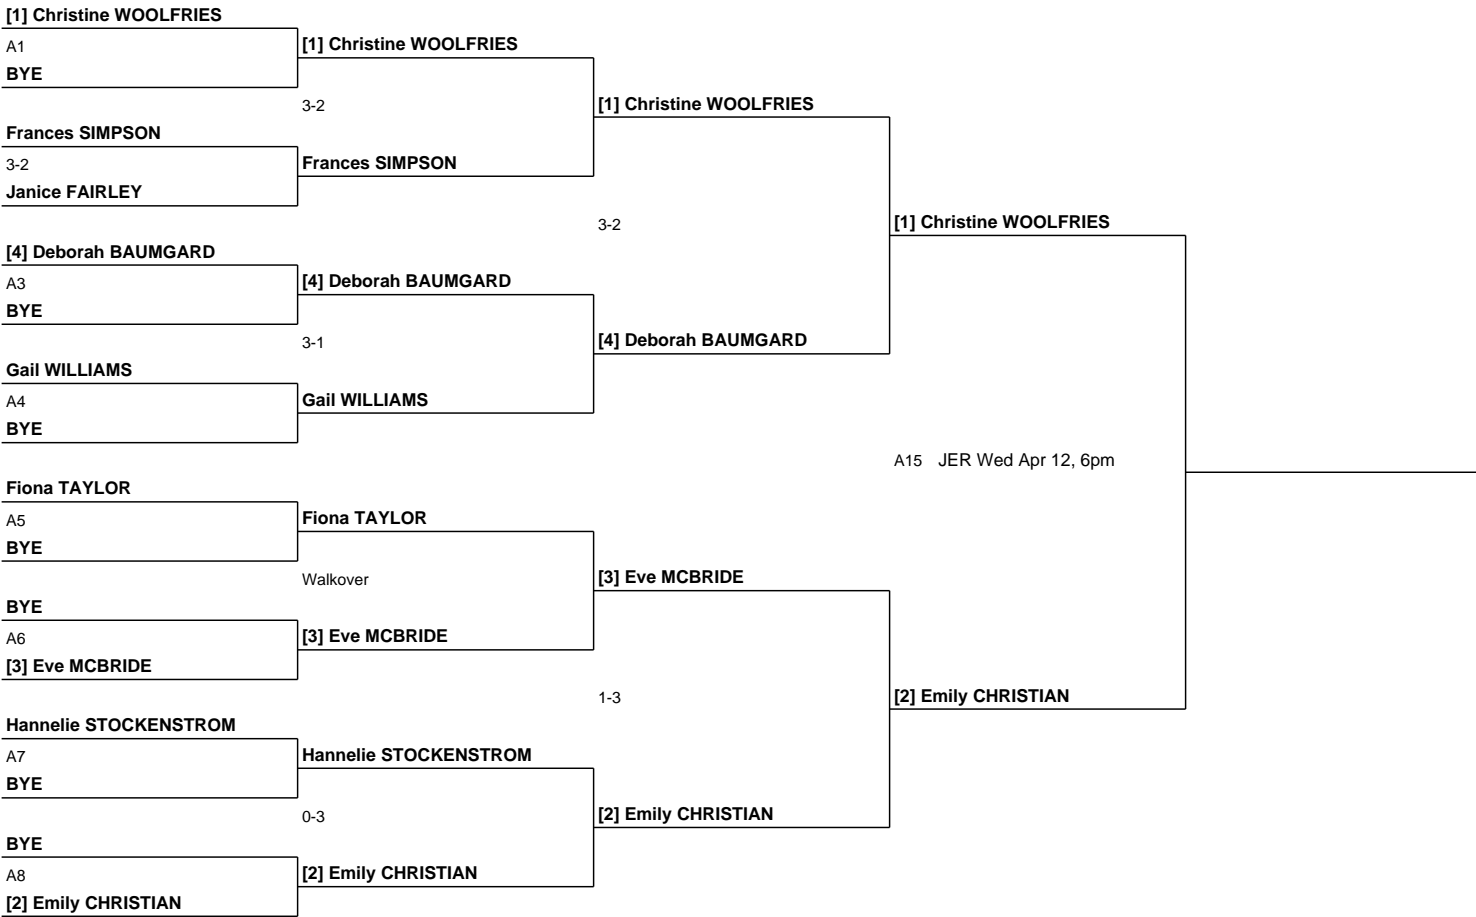 [1] Christine WOOLFRIES
A1
[1] Christine WOOLFRIES
BYE
3-2
[1] Christine WOOLFRIES
Frances SIMPSON
3-2
Frances SIMPSON
Janice FAIRLEY
3-2
[1] Christine WOOLFRIES
[4] Deborah BAUMGARD
A3
[4] Deborah BAUMGARD
BYE
3-1
[4] Deborah BAUMGARD
Gail WILLIAMS
A4
Gail WILLIAMS
BYE
A15 JER Wed Apr 12, 6pm
Fiona TAYLOR
A5
Fiona TAYLOR
BYE
Walkover
[3] Eve MCBRIDE
BYE
A6
[3] Eve MCBRIDE
[3] Eve MCBRIDE
1-3
[2] Emily CHRISTIAN
Hannelie STOCKENSTROM
A7
Hannelie STOCKENSTROM
BYE
0-3
[2] Emily CHRISTIAN
BYE
A8
[2] Emily CHRISTIAN
[2] Emily CHRISTIAN